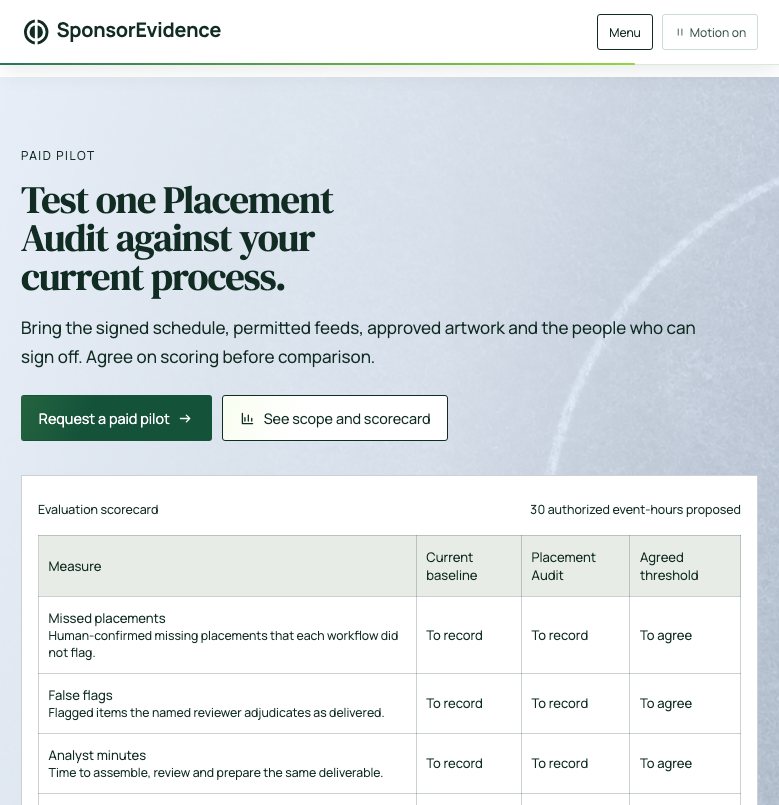 SponsorEvidence
Menu
Motion on
PAID PILOT
Test one Placement
Audit against your
current process.
Bring the signed schedule, permitted feeds, approved artwork and the people who can
sign off. Agree on scoring before comparison.
Request a paid pilot →
See scope and scorecard
Evaluation scorecard
30 authorized event-hours proposed
Measure
Current
baseline
Placement
Audit
Agreed
threshold
Missed placements
Human-confirmed missing placements that each workflow did
not flag.
To record
To record
To agree
False flags
Flagged items the named reviewer adjudicates as delivered.
To record
To record
To agree
Analyst minutes
Time to assemble, review and prepare the same deliverable.
To record
To record
To agree